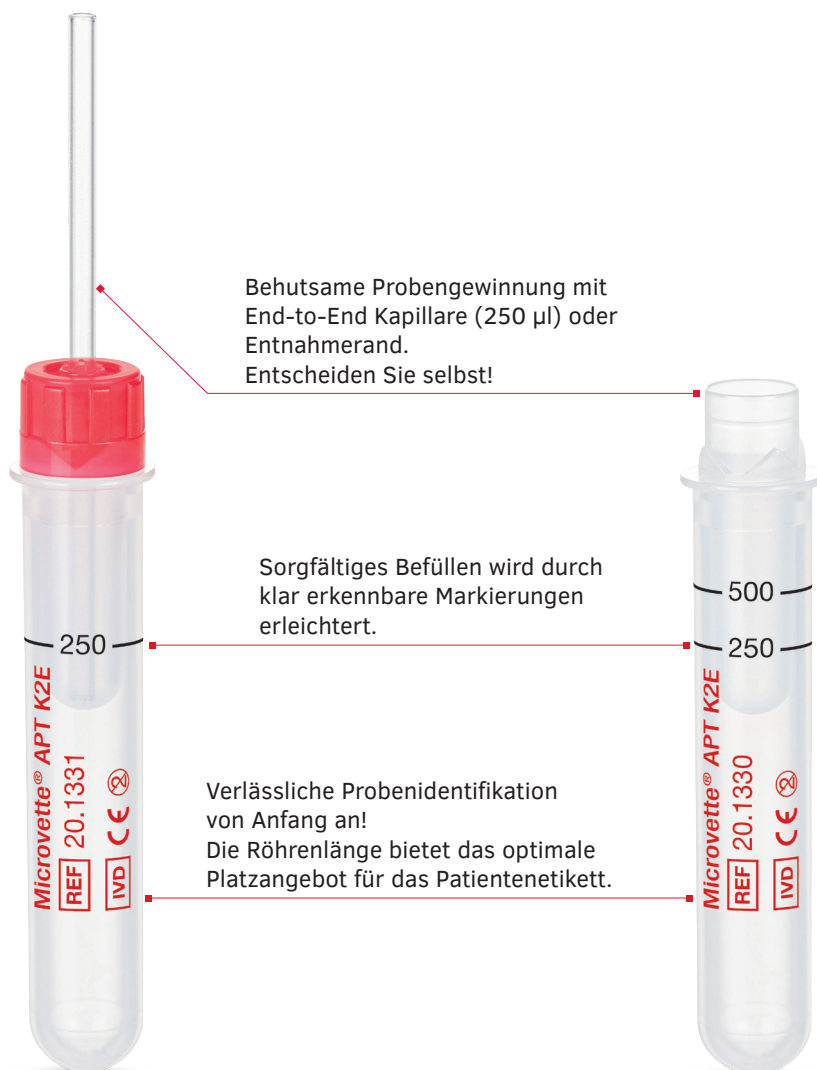 Behutsame Probengewinnung mit
End-to-End Kapillare (250 µl) oder
Entnahmerand.
Entscheiden Sie selbst!
Sorgfältiges Befüllen wird durch
klar erkennbare Markierungen
erleichtert.
250
500
250
Verlässliche Probenidentifikation
von Anfang an!
Die Röhrenlänge bietet das optimale
Platzangebot für das Patientenetikett.
Microvette® APT K2E
REF 20.1331
IVD CE 2
Microvette® APT K2E
REF 20.1330
IVD CE 2